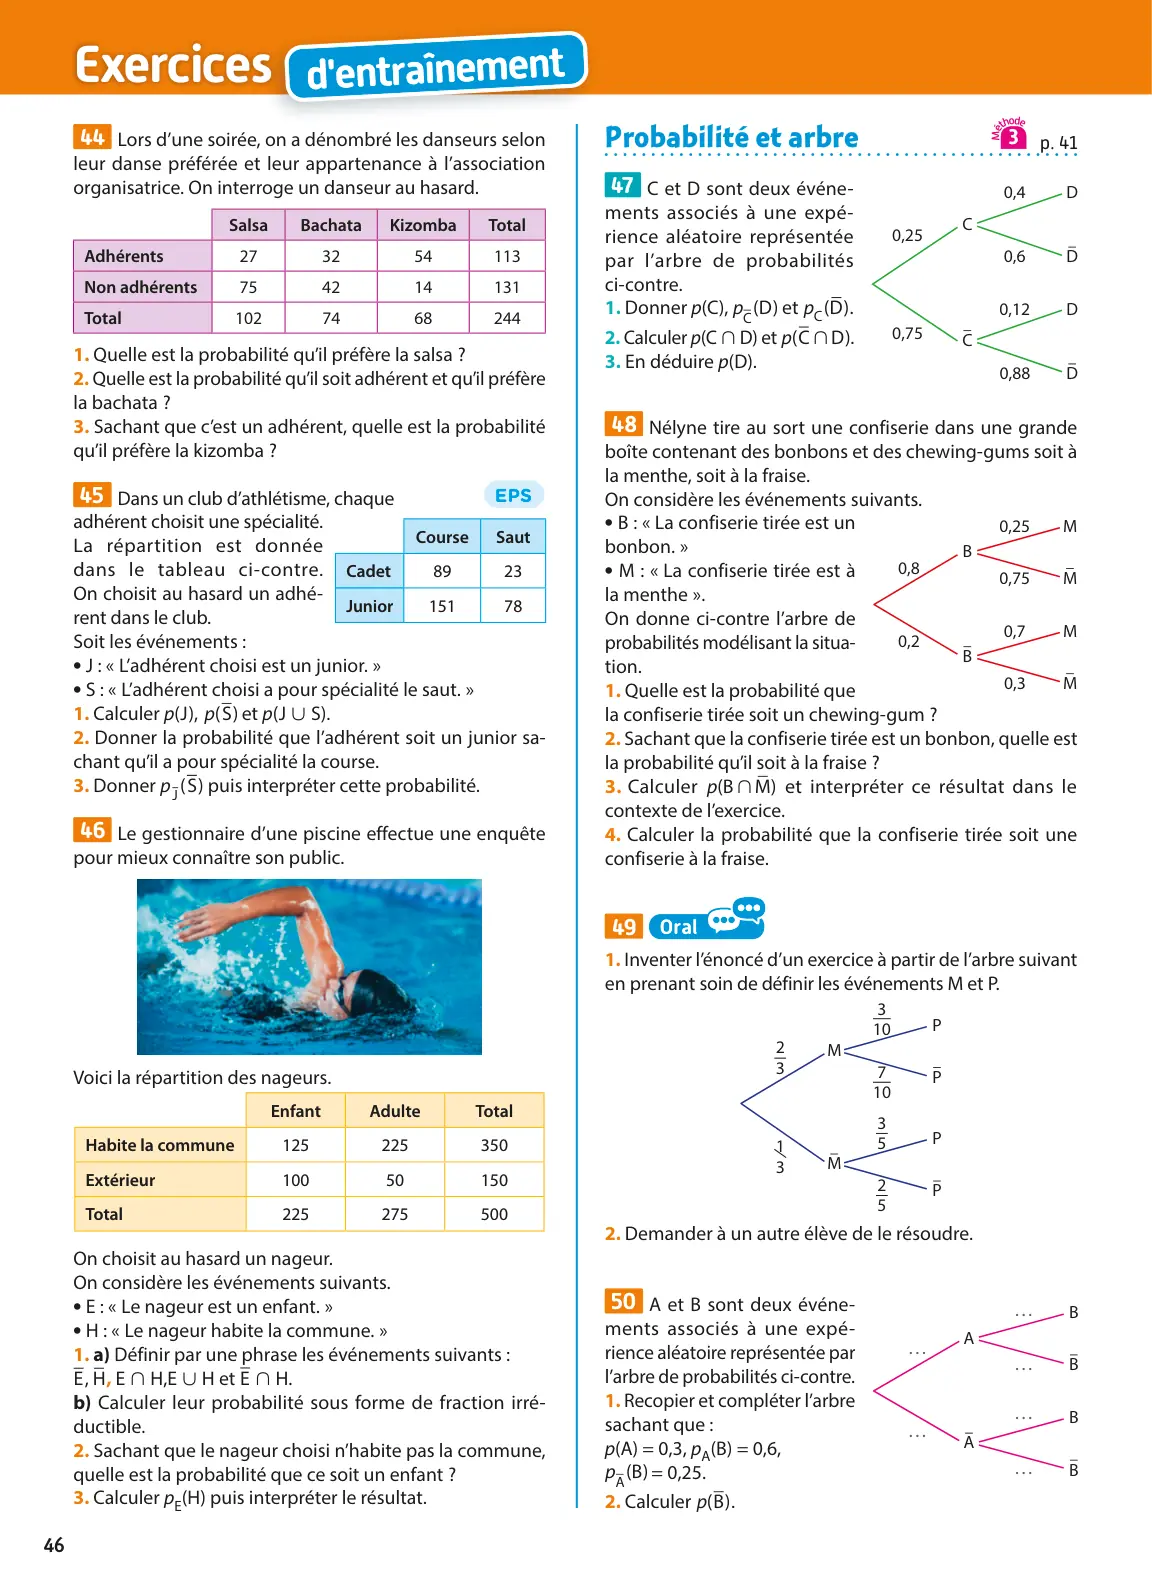 Exercices d'entraînement
44 Lors d'une soirée, on a dénombré les danseurs selon
leur danse préférée et leur appartenance à l'association
organisatrice. On interroge un danseur au hasard.
Salsa Bachata Kizomba Total
Adhérents 27 32 54 113
Non adhérents 75 42 14 131
Total 102 74 68 244
1. Quelle est la probabilité qu'il préfère la salsa ?
2. Quelle est la probabilité qu'il soit adhérent et qu'il préfère
la bachata ?
3. Sachant que c'est un adhérent, quelle est la probabilité
qu'il préfère la kizomba ?
45 Dans un club d'athlétisme, chaque
EPS
adhérent choisit une spécialité.
La répartition est donnée
dans le tableau ci-contre.
On choisit au hasard un adhé-
rent dans le club.
Course Saut
Cadet 89 23
Junior 151 78
Soit les événements :
• J : « L'adhérent choisi est un junior. »
• S : « L'adhérent choisi a pour spécialité le saut. »
1. Calculer p(J), p(S̅) et p(J ∪ S).
2. Donner la probabilité que l'adhérent soit un junior sa-
chant qu'il a pour spécialité la course.
3. Donner p_J̅(S̅) puis interpréter cette probabilité.
46 Le gestionnaire d'une piscine effectue une enquête
pour mieux connaître son public.
Voici la répartition des nageurs.
Enfant Adulte Total
Habite la commune 125 225 350
Extérieur 100 50 150
Total 225 275 500
On choisit au hasard un nageur.
On considère les événements suivants.
• E : « Le nageur est un enfant. »
• H : « Le nageur habite la commune. »
1. a) Définir par une phrase les événements suivants :
E̅, H̅, E ∩ H,E ∪ H et E̅ ∩ H.
b) Calculer leur probabilité sous forme de fraction irré-
ductible.
2. Sachant que le nageur choisi n'habite pas la commune,
quelle est la probabilité que ce soit un enfant ?
3. Calculer p_E(H) puis interpréter le résultat.
46
Probabilité et arbre
Méthode 3 p. 41
47 C et D sont deux événe-
ments associés à une expé-
rience aléatoire représentée
par l'arbre de probabilités
ci-contre.
1. Donner p(C), p_C̅(D) et p_C(D̅).
2. Calculer p(C ∩ D) et p(C̅ ∩ D).
3. En déduire p(D).
0,4 D
C
0,25
0,6 D̅
0,12 D
0,75
C̅
0,88 D̅
48 Nélyne tire au sort une confiserie dans une grande
boîte contenant des bonbons et des chewing-gums soit à
la menthe, soit à la fraise.
On considère les événements suivants.
• B : « La confiserie tirée est un
bonbon. »
• M : « La confiserie tirée est à
la menthe ».
On donne ci-contre l'arbre de
probabilités modélisant la situa-
tion.
0,25 M
B
0,8
0,75 M̅
0,7 M
0,2
B̅
0,3 M̅
1. Quelle est la probabilité que
la confiserie tirée soit un chewing-gum ?
2. Sachant que la confiserie tirée est un bonbon, quelle est
la probabilité qu'il soit à la fraise ?
3. Calculer p(B ∩ M̅) et interpréter ce résultat dans le
contexte de l'exercice.
4. Calculer la probabilité que la confiserie tirée soit une
confiserie à la fraise.
49 Oral
1. Inventer l'énoncé d'un exercice à partir de l'arbre suivant
en prenant soin de définir les événements M et P.
3/10 P
M
2/3
7/10 P̅
3/5 P
1/3
M̅
2/5 P̅
2. Demander à un autre élève de le résoudre.
50 A et B sont deux événe-
ments associés à une expé-
rience aléatoire représentée par
l'arbre de probabilités ci-contre.
1. Recopier et compléter l'arbre
sachant que :
p(A) = 0,3, p_A(B) = 0,6,
p_A̅(B) = 0,25.
2. Calculer p(B̅).
... B
A
...
... B̅
... B
...
A̅
... B̅